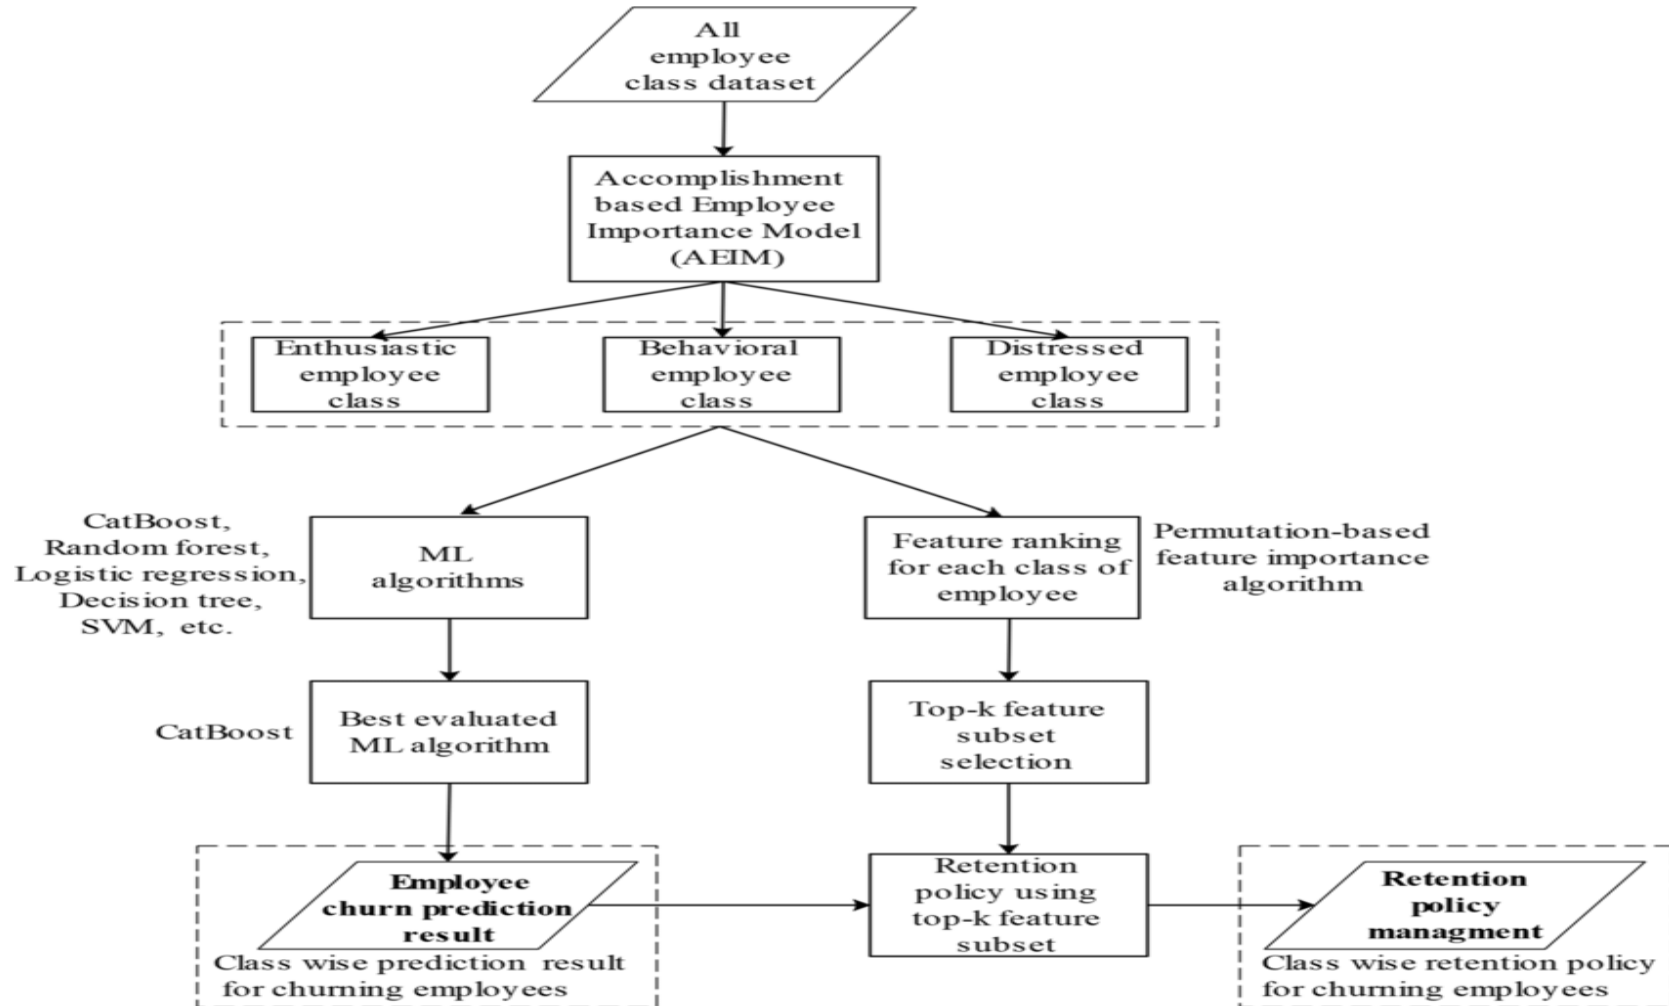 All
employee
class dataset
Accomplishment
based Employee
Importance Model
(AEIM)
Enthusiastic
employee
class
Behavioral
employee
class
Distressed
employee
class
CatBoost,
Random forest,
Logistic regression,
Decision tree,
SVM, etc.
ML
algorithms
Feature ranking
for each class of
employee
Permutation-based
feature importance
algorithm
CatBoost
Best evaluated
ML algorithm
Top-k feature
subset
selection
Employee
churn prediction
result
Class wise prediction result
for churning employees
Retention
policy using
top-k feature
subset
Retention
policy
managment
Class wise retention policy
for churning employees